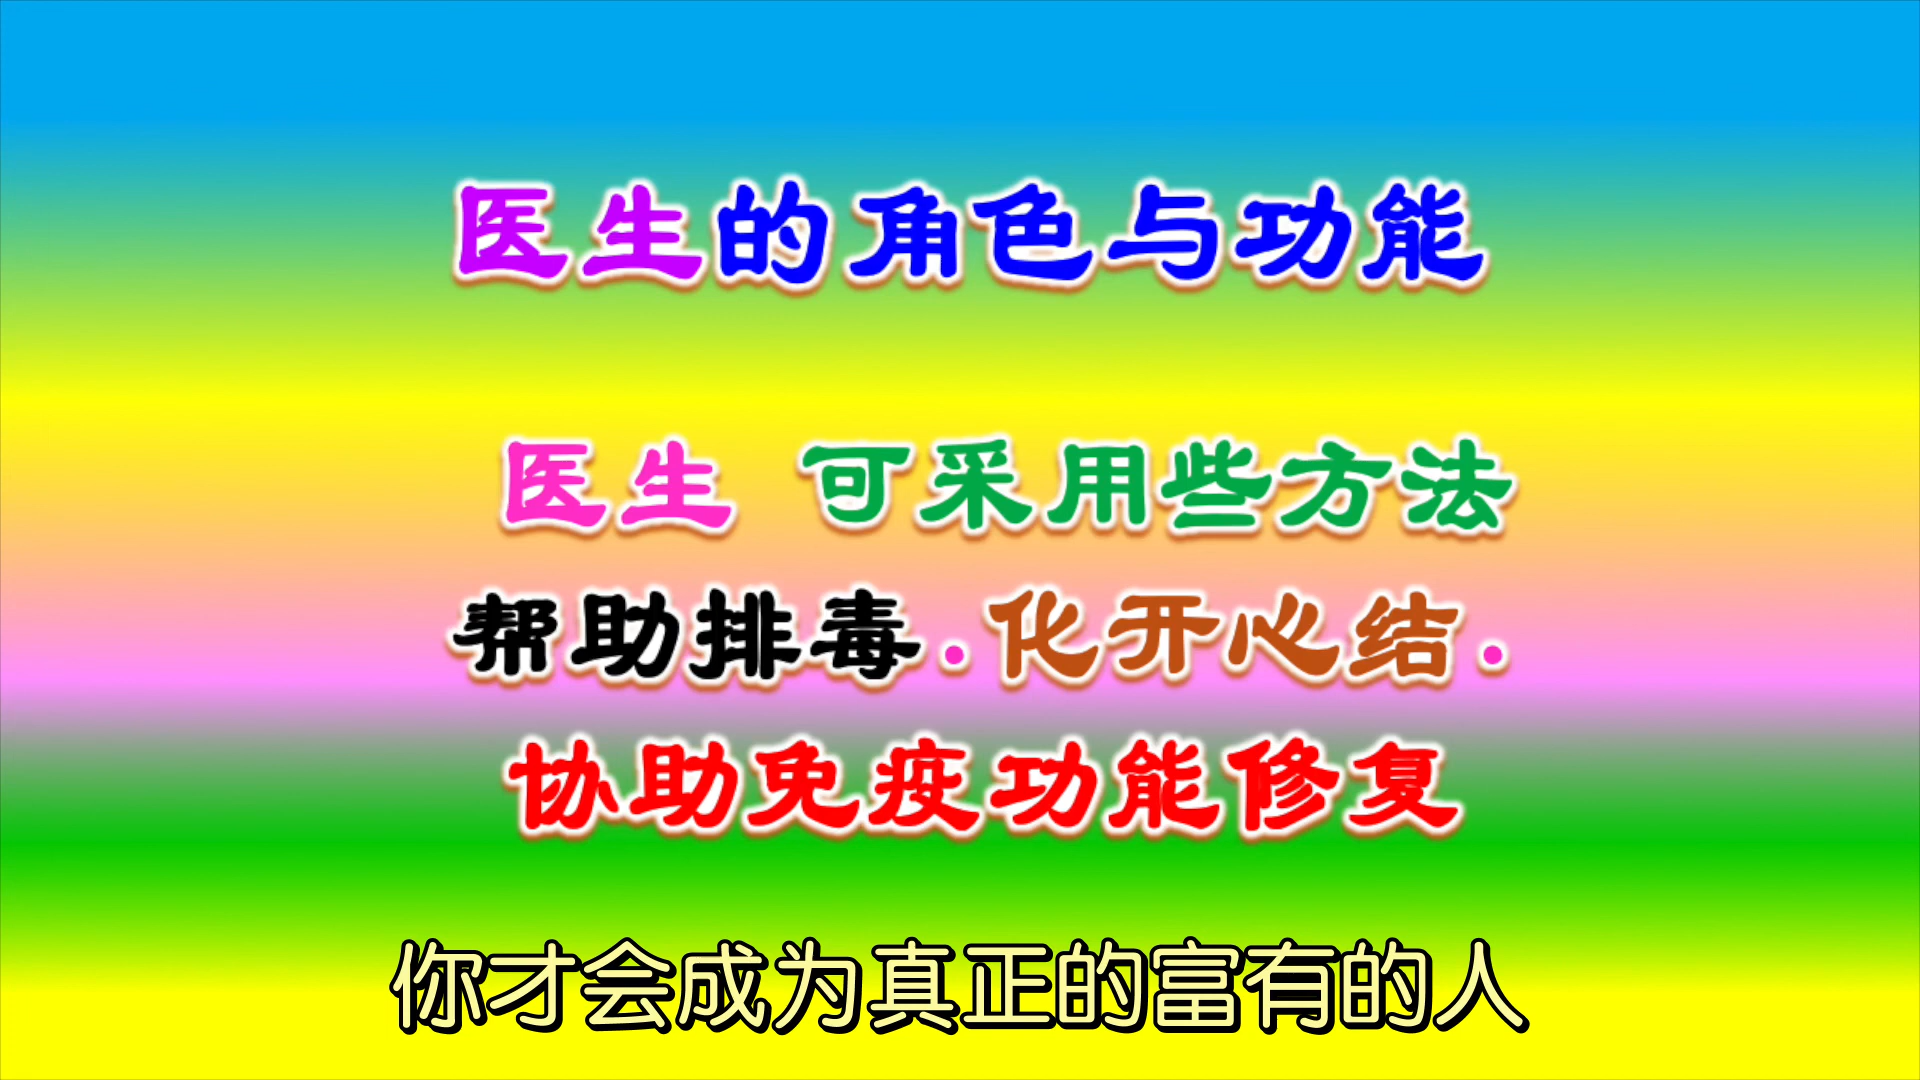 医生的角色与功能
医生 可采用些方法
帮助排毒·化开心结·
协助免疫功能修复
你才会成为真正的富有的人